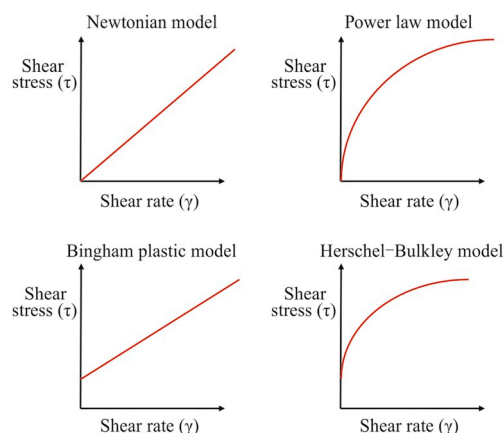 Newtonian model
Shear
stress (τ)
Shear rate (γ)
Power law model
Shear
stress (τ)
Shear rate (γ)
Bingham plastic model
Shear
stress (τ)
Shear rate (γ)
Herschel−Bulkley model
Shear
stress (τ)
Shear rate (γ)